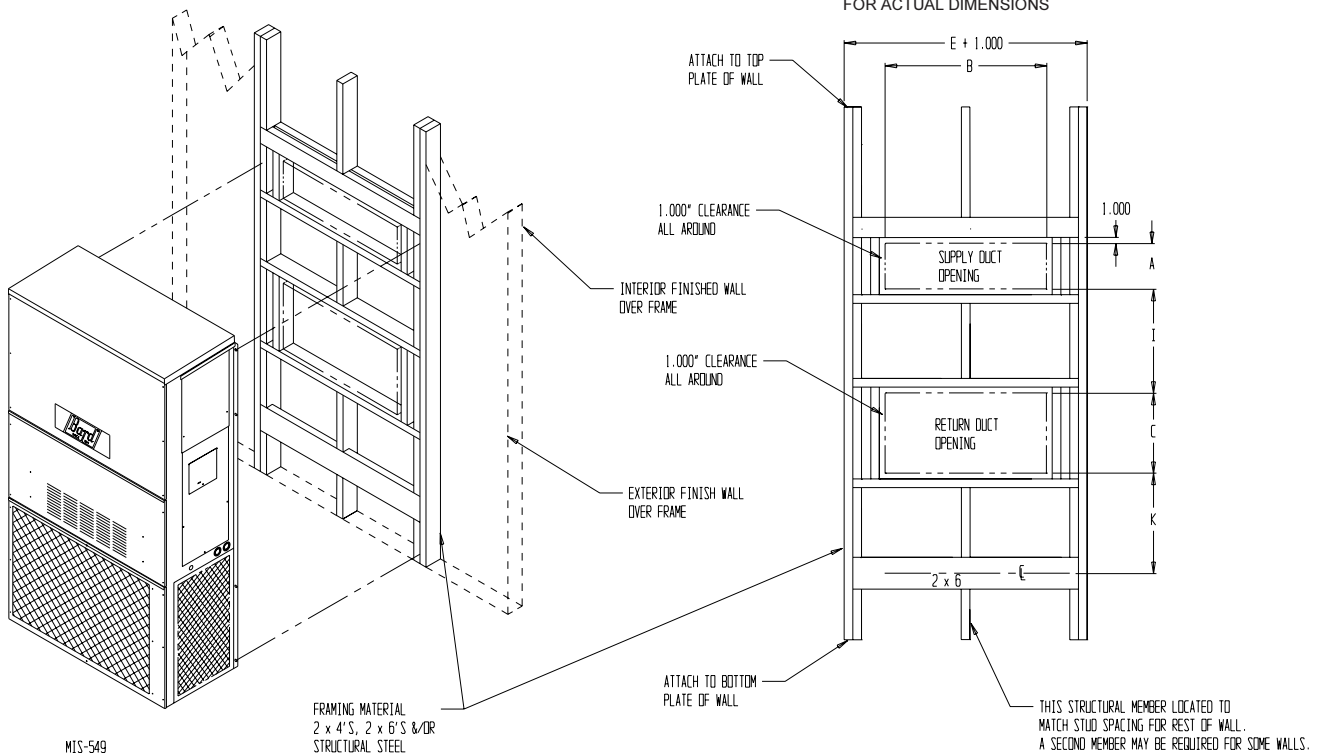 FOR ACTUAL DIMENSIONS
E + 1.000
B
ATTACH TO TOP
PLATE OF WALL
1.000" CLEARANCE
ALL AROUND
1.000
SUPPLY DUCT
OPENING
A
INTERIOR FINISHED WALL
OVER FRAME
I
1.000" CLEARANCE
ALL AROUND
RETURN DUCT
OPENING
C
Bard
EXTERIOR FINISH WALL
OVER FRAME
K
2 x 6
ATTACH TO BOTTOM
PLATE OF WALL
FRAMING MATERIAL
2 x 4'S, 2 x 6'S &/OR
STRUCTURAL STEEL
THIS STRUCTURAL MEMBER LOCATED TO
MATCH STUD SPACING FOR REST OF WALL.
A SECOND MEMBER MAY BE REQUIRED FOR SOME WALLS.
MIS-549